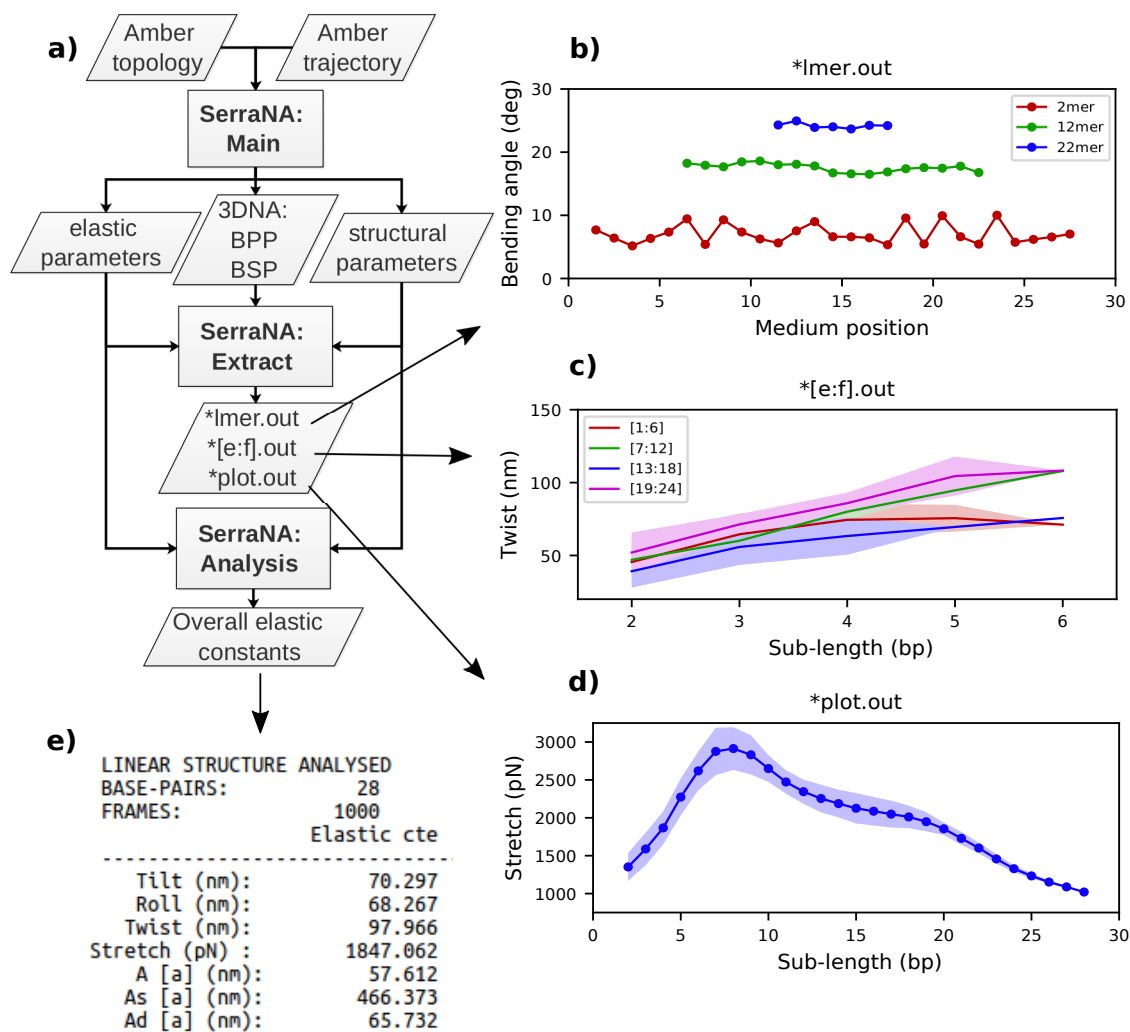 a)
Amber
topology
Amber
trajectory
SerraNA:
Main
elastic
parameters
3DNA:
BPP
BSP
structural
parameters
SerraNA:
Extract
*lmer.out
*[e:f].out
*plot.out
SerraNA:
Analysis
Overall elastic
constants
b)
*lmer.out
Bending angle (deg)
30
20
10
0
2mer
12mer
22mer
0 5 10 15 20 25 30
Medium position
c)
*[e:f].out
Twist (nm)
150
100
50
[1:6]
[7:12]
[13:18]
[19:24]
2 3 4 5 6
Sub-length (bp)
d)
*plot.out
Stretch (pN)
3000
2500
2000
1500
1000
0 5 10 15 20 25 30
Sub-length (bp)
e)
LINEAR STRUCTURE ANALYSED
BASE-PAIRS: 28
FRAMES: 1000
Elastic cte
--------------------------------
Tilt (nm): 70.297
Roll (nm): 68.267
Twist (nm): 97.966
Stretch (pN) : 1847.062
A [a] (nm): 57.612
As [a] (nm): 466.373
Ad [a] (nm): 65.732